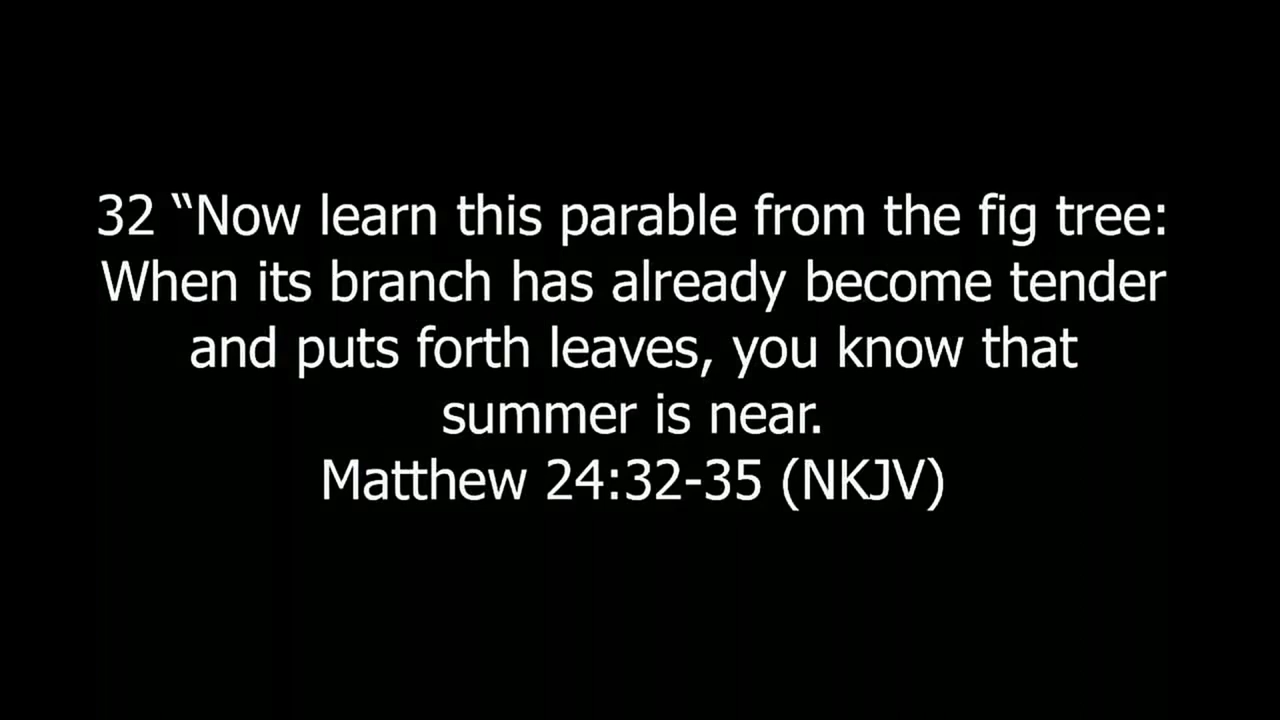 32 “Now learn this parable from the fig tree:
When its branch has already become tender
and puts forth leaves, you know that
summer is near.
Matthew 24:32-35 (NKJV)